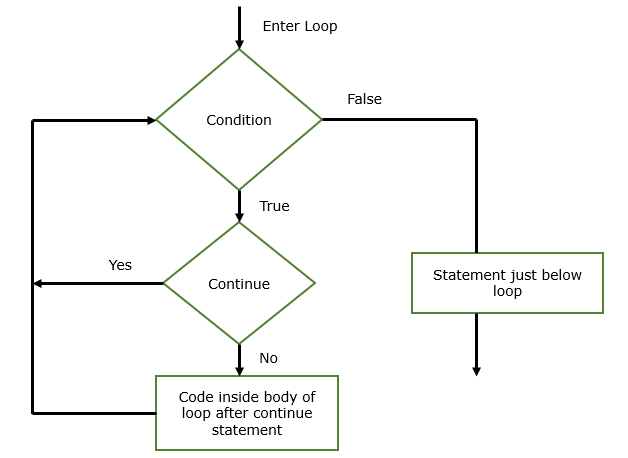 Enter Loop
False
Condition
True
Yes
Continue
Statement just below
loop
No
Code inside body of
loop after continue
statement